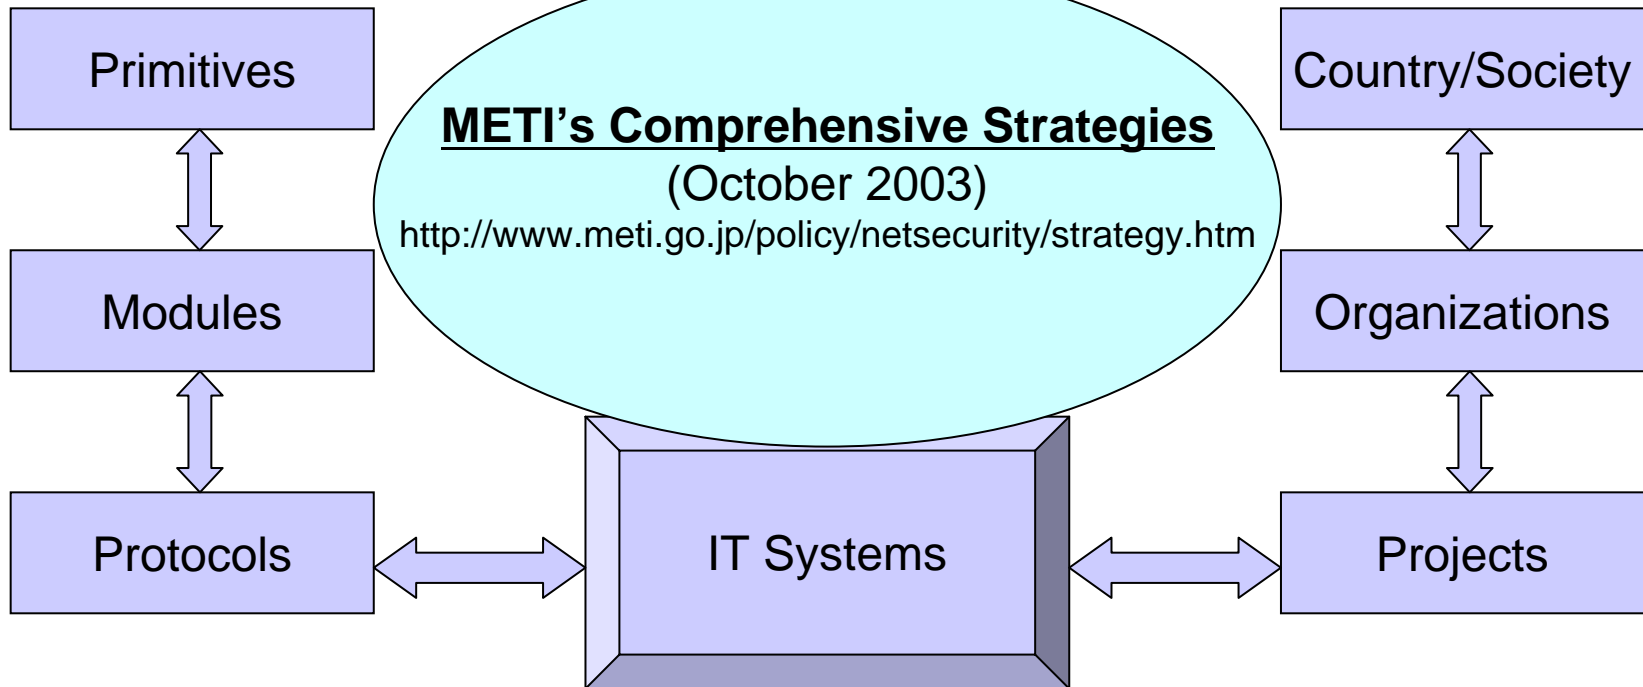 Primitives
METI's Comprehensive Strategies
(October 2003)
http://www.meti.go.jp/policy/netsecurity/strategy.htm
Country/Society
Modules
Organizations
Protocols
IT Systems
Projects